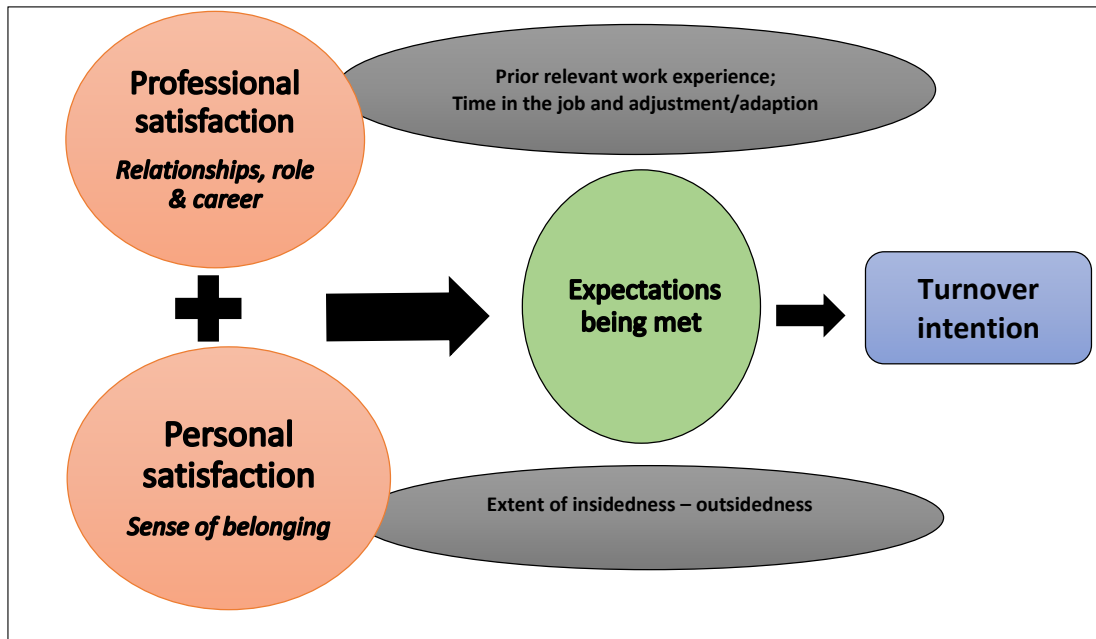 Professional
satisfaction
Relationships, role
& career
Prior relevant work experience;
Time in the job and adjustment/adaption
Expectations
being met
Turnover
intention
Personal
satisfaction
Sense of belonging
Extent of insidedness – outsidedness